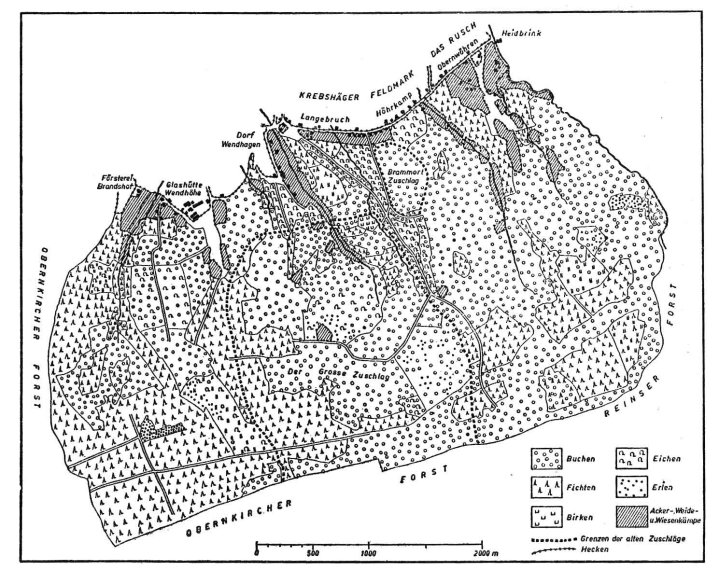 Heidbrink
DAS RUSCH
Obernwöhren
KREBSHÄGER FELDMARK
Höhrkamp
Langebruch
Dorf
Wendhagen
Brammert
Zuschlag
Försterei
Brandshof
Glashütte
Wendhöhe
OBERNKIRCHER FORST
FORST
REINSER
Der Grosse Zuschlag
OBERNKIRCHER
FORST
Buchen
Eichen
Fichten
Erlen
Birken
Acker-, Weide-
u. Wiesenkämpe
Grenzen der alten Zuschläge
Hecken
0 500 1000 2000 m